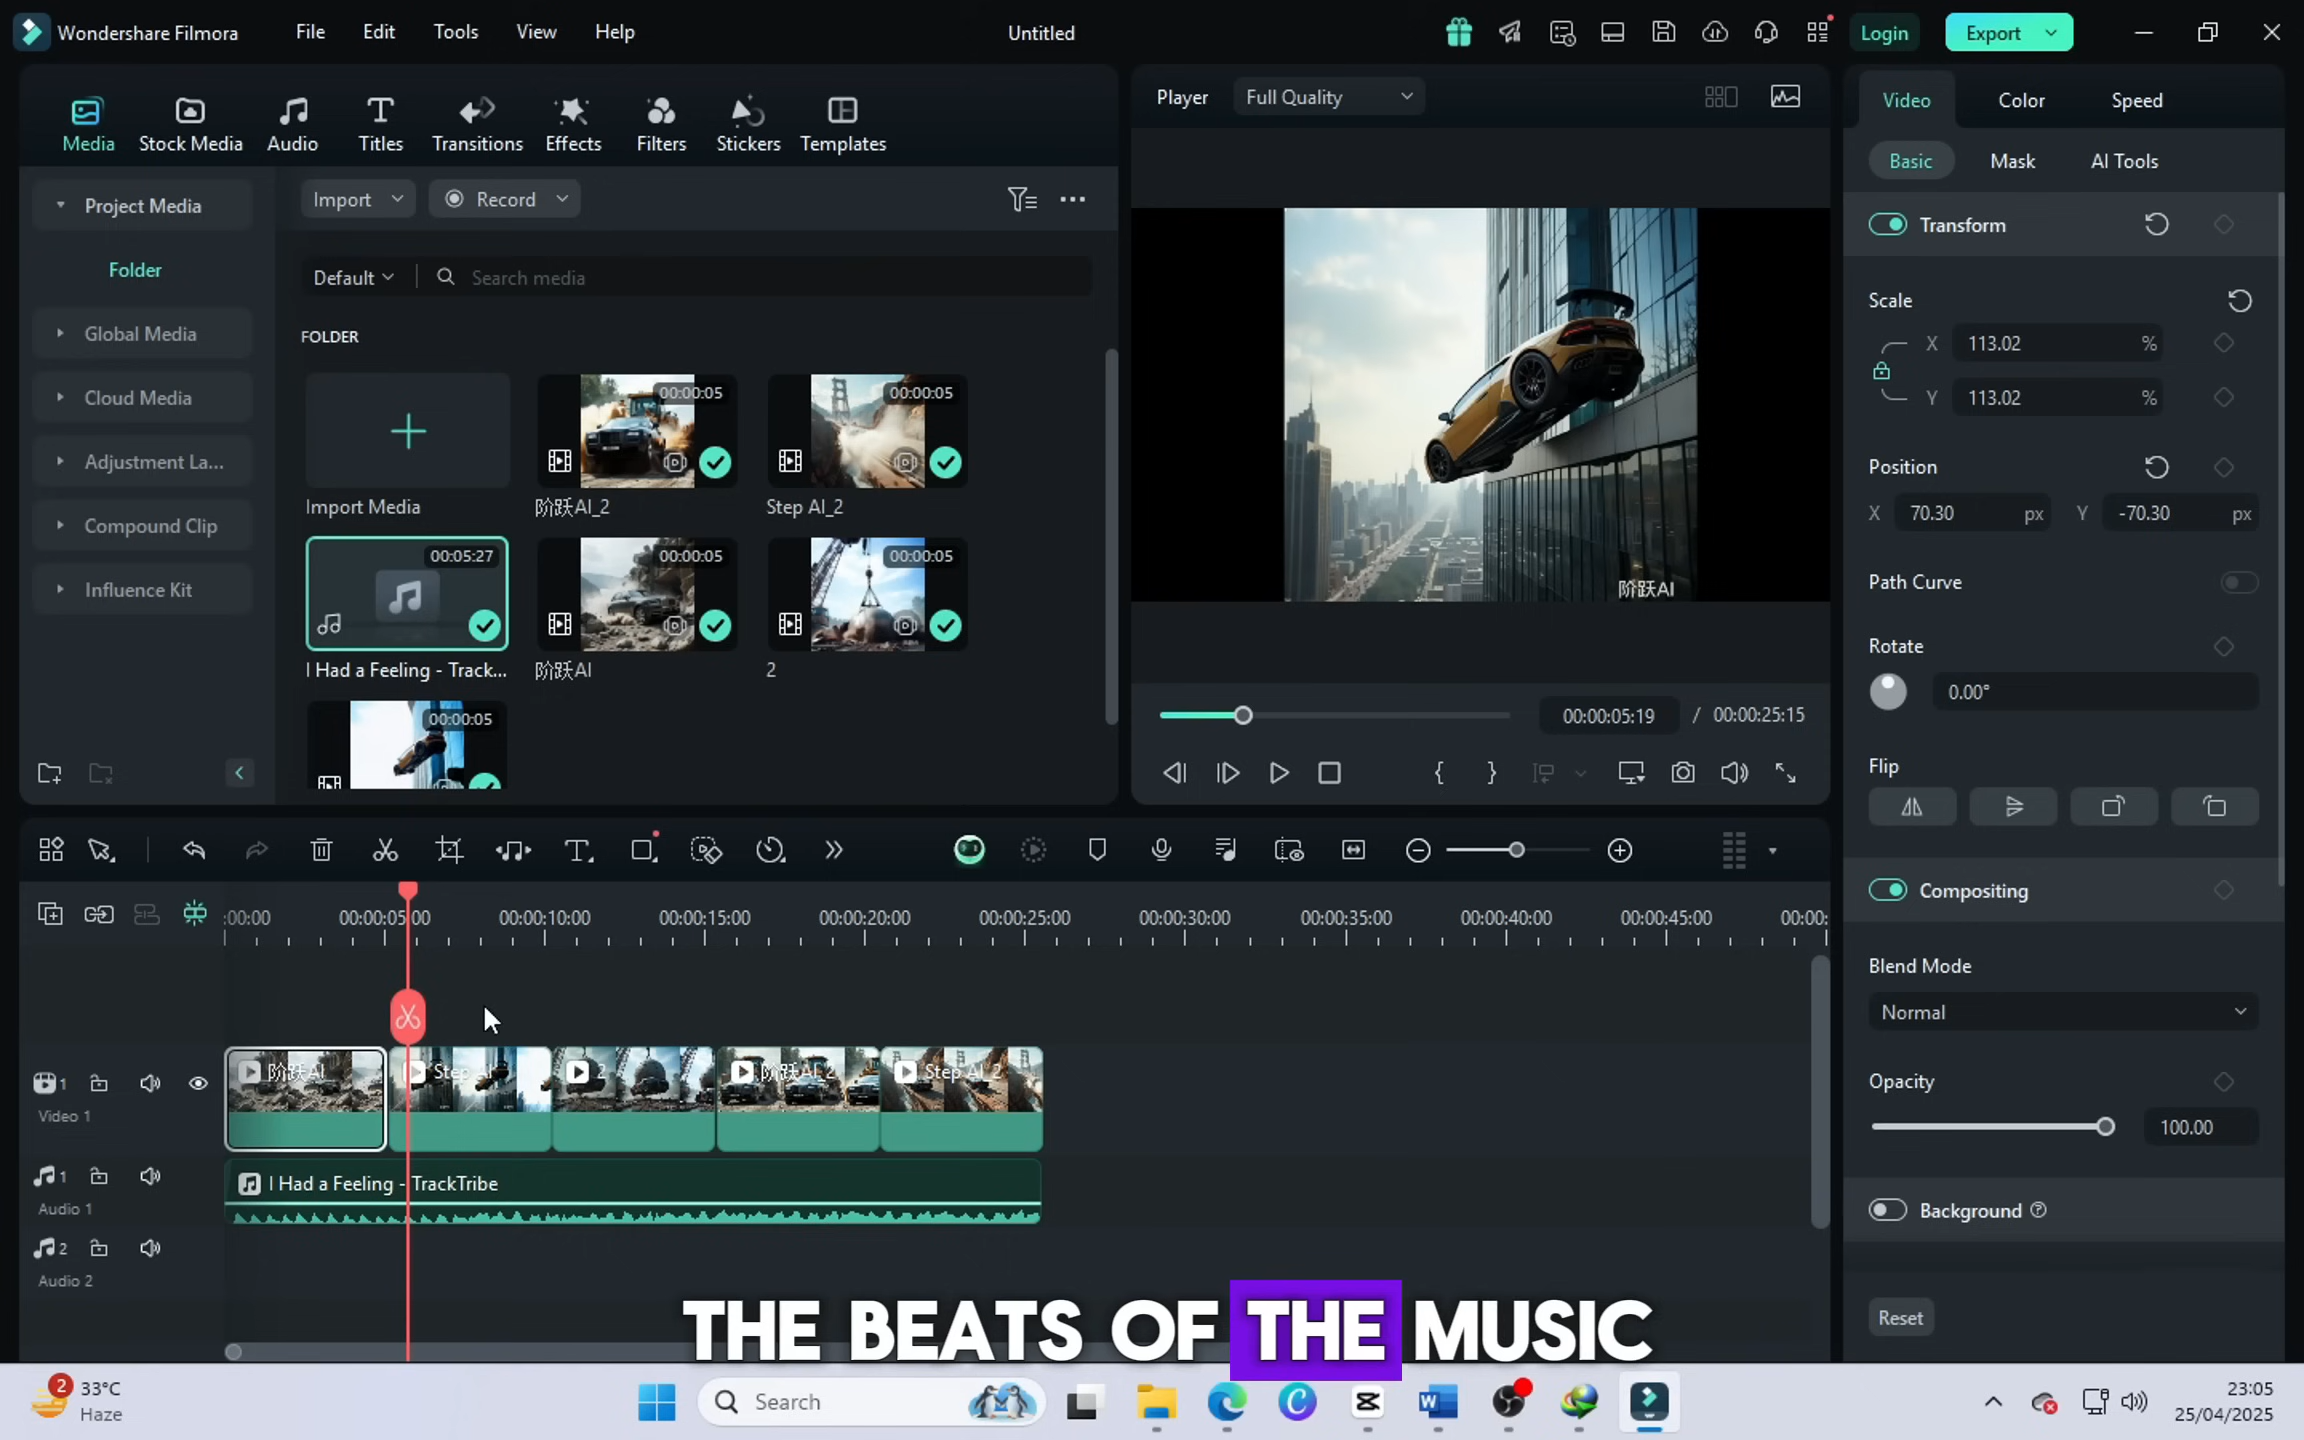 Wondershare Filmora
File
Edit
Tools
View
Help
Untitled
Login
Export
Media
Stock Media
Audio
Titles
Transitions
Effects
Filters
Stickers
Templates
Player
Full Quality
Video
Color
Speed
Basic
Mask
AI Tools
Project Media
Folder
Global Media
Cloud Media
Adjustment La...
Compound Clip
Influence Kit
Import
Record
Default
Search media
FOLDER
Import Media
00:00:05
阶跃AI_2
00:00:05
Step AI_2
00:05:27
I Had a Feeling - Track...
00:00:05
阶跃AI
00:00:05
2
00:00:05
阶跃AI
00:00:05:19 / 00:00:25:15
Transform
Scale
X 113.02 %
Y 113.02 %
Position
X 70.30 px Y -70.30 px
Path Curve
Rotate
0.00°
Flip
Compositing
Blend Mode
Normal
Opacity
100.00
Background
Reset
:00:00 00:00:05:00 00:00:10:00 00:00:15:00 00:00:20:00 00:00:25:00 00:00:30:00 00:00:35:00 00:00:40:00 00:00:45:00 00:00:
1
Video 1
阶跃AI
Step AI
2
阶跃AI_2
Step AI_2
1
Audio 1
I Had a Feeling - TrackTribe
2
Audio 2
THE BEATS OF THE MUSIC
2
33°C
Haze
Search
23:05
25/04/2025